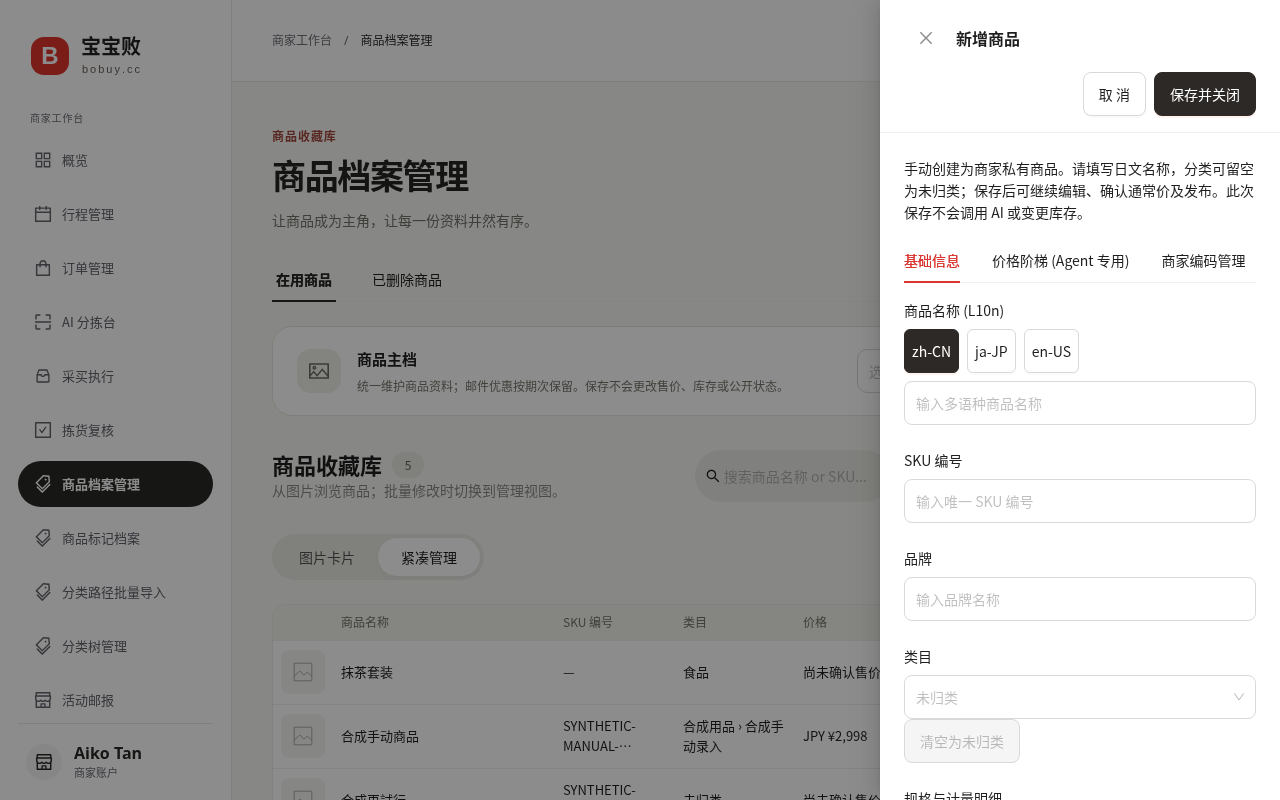 B
宝宝败
bobuy.cc
商家工作台
概览
行程管理
订单管理
AI 分拣台
采买执行
拣货复核
商品档案管理
商品标记档案
分类路径批量导入
分类树管理
活动邮报
Aiko Tan
商家账户
商家工作台 / 商品档案管理
商品收藏库
商品档案管理
让商品成为主角，让每一份资料井然有序。
在用商品 已删除商品
商品主档
统一维护商品资料；邮件优惠按期次保留。保存不会更改售价、库存或公开状态。
商品收藏库 5
从图片浏览商品；批量修改时切换到管理视图。
搜索商品名称 or SKU...
图片卡片 紧凑管理
商品名称 SKU 编号 类目 价格
抹茶套装 — 食品 尚未确认售价
合成手动商品 SYNTHETIC-MANUAL-… 合成用品 › 合成手动录入 JPY ¥2,998
SYNTHETIC-
新增商品
取 消 保存并关闭
手动创建为商家私有商品。请填写日文名称，分类可留空
为未归类；保存后可继续编辑、确认通常价及发布。此次
保存不会调用 AI 或变更库存。
基础信息 价格阶梯 (Agent 专用) 商家编码管理
商品名称 (L10n)
zh-CN ja-JP en-US
输入多语种商品名称
SKU 编号
输入唯一 SKU 编号
品牌
输入品牌名称
类目
未归类
清空为未归类
规格与计量明细